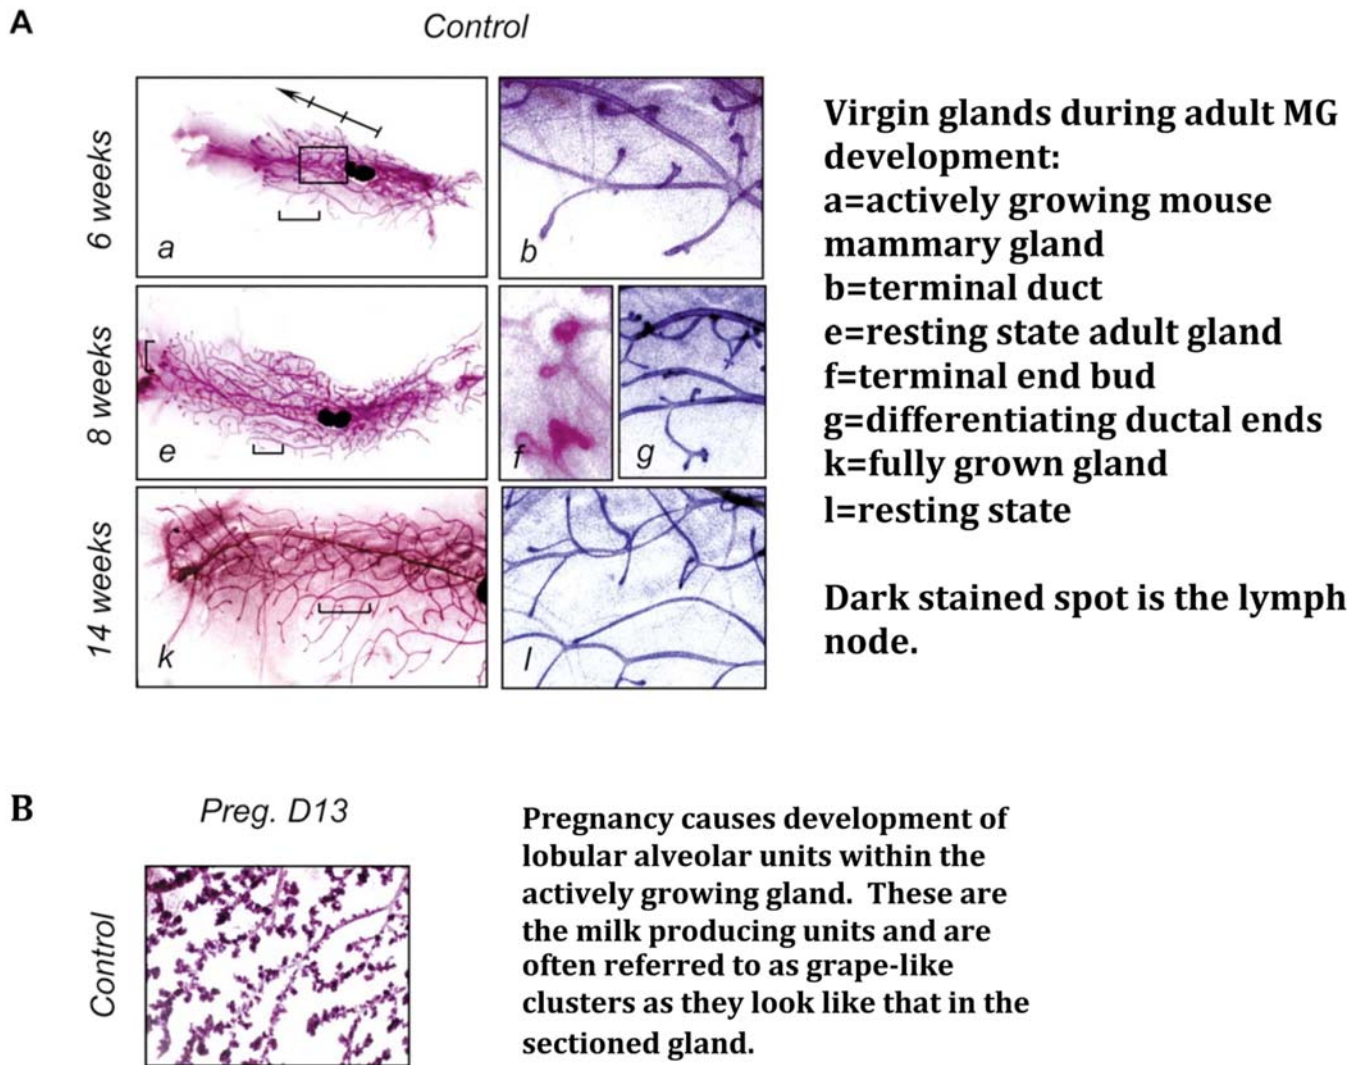 A
Control
6 weeks
a
b
8 weeks
e
f
g
14 weeks
k
l
Virgin glands during adult MG
development:
a=actively growing mouse
mammary gland
b=terminal duct
e=resting state adult gland
f=terminal end bud
g=differentiating ductal ends
k=fully grown gland
l=resting state
Dark stained spot is the lymph
node.
B
Preg. D13
Control
Pregnancy causes development of
lobular alveolar units within the
actively growing gland.  These are
the milk producing units and are
often referred to as grape-like
clusters as they look like that in the
sectioned gland.